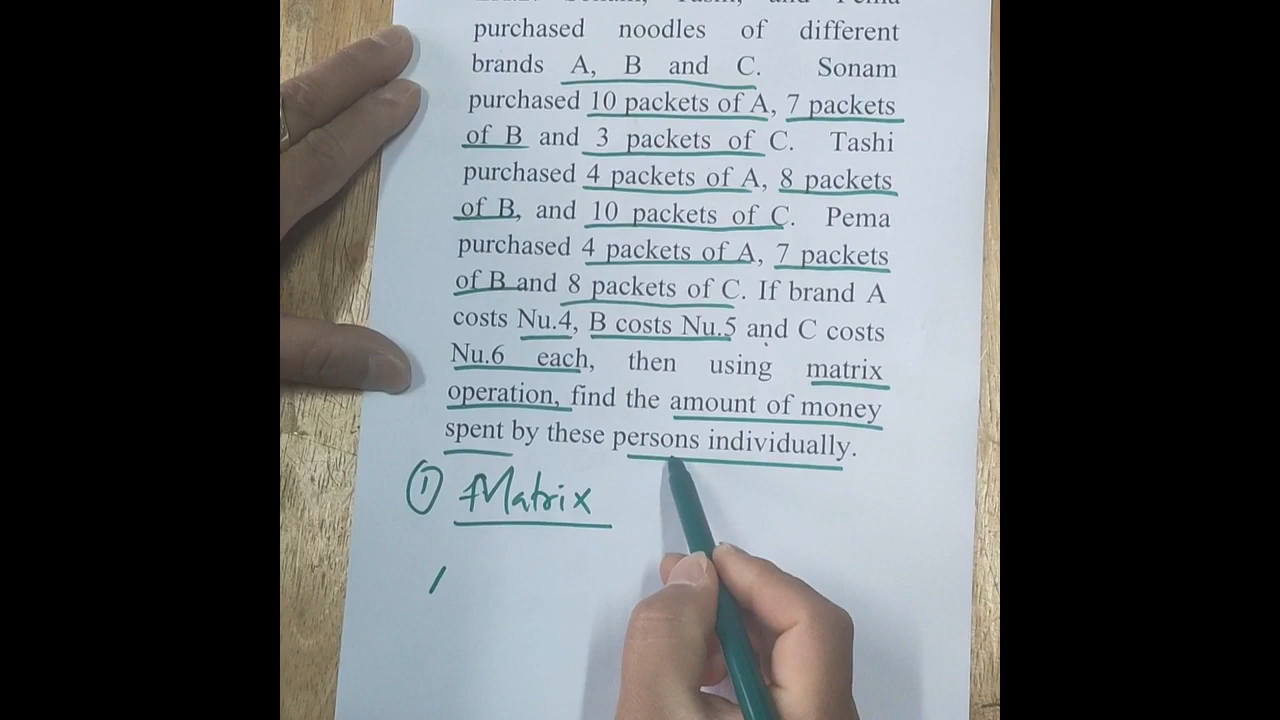 purchased noodles of different
brands A, B and C. Sonam
purchased 10 packets of A, 7 packets
of B and 3 packets of C. Tashi
purchased 4 packets of A, 8 packets
of B, and 10 packets of C. Pema
purchased 4 packets of A, 7 packets
of B and 8 packets of C. If brand A
costs Nu.4, B costs Nu.5 and C costs
Nu.6 each, then using matrix
operation, find the amount of money
spent by these persons individually.
① Matrix